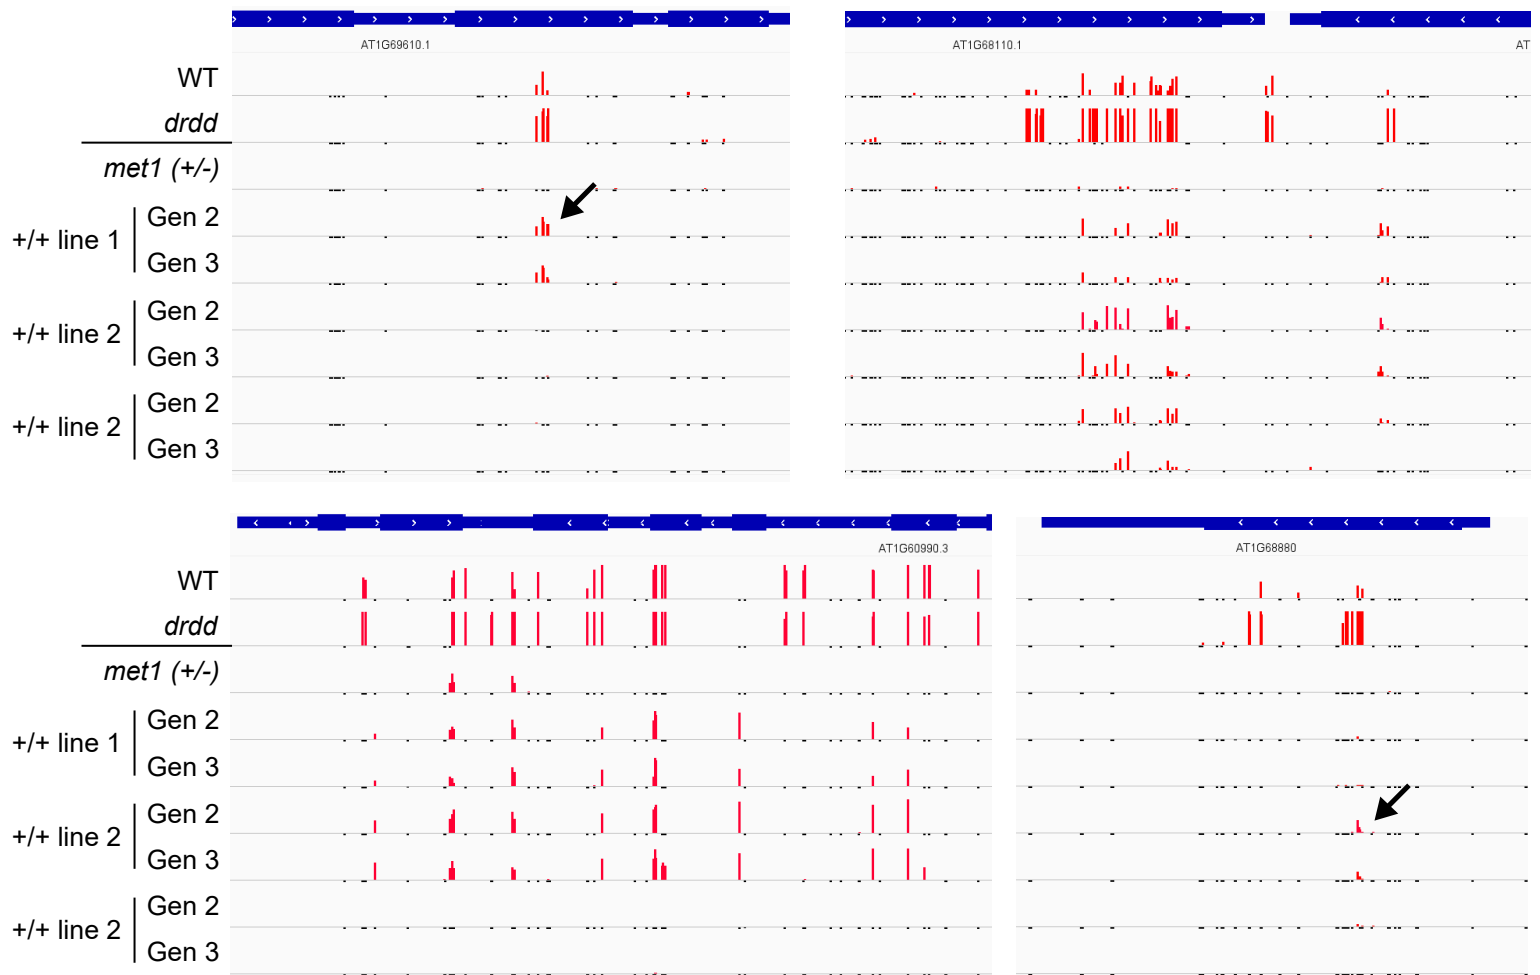 AT1G69610.1
AT1G68110.1
AT
WT
drdd
met1 (+/-)
+/+ line 1
Gen 2
Gen 3
+/+ line 2
Gen 2
Gen 3
+/+ line 2
Gen 2
Gen 3
AT1G60990.3
AT1G68880
WT
drdd
met1 (+/-)
+/+ line 1
Gen 2
Gen 3
+/+ line 2
Gen 2
Gen 3
+/+ line 2
Gen 2
Gen 3